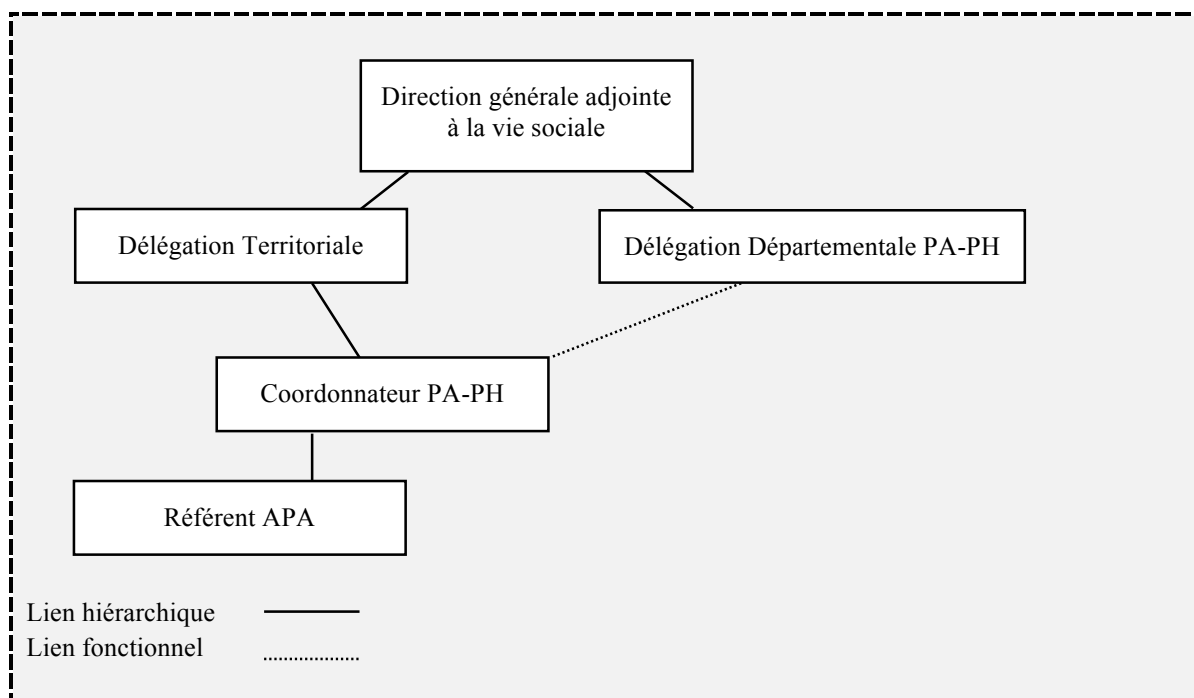 Direction générale adjointe
à la vie sociale
Délégation Territoriale
Délégation Départementale PA-PH
Coordonnateur PA-PH
Référent APA
Lien hiérarchique
Lien fonctionnel